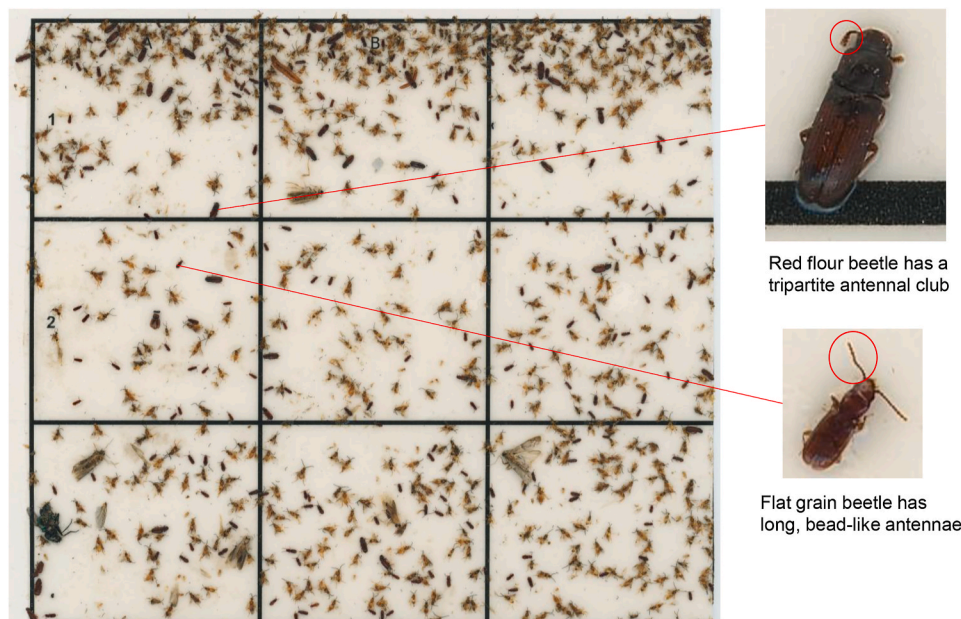 A
B
C
1
2
Red flour beetle has a
tripartite antennal club
Flat grain beetle has
long, bead-like antennae